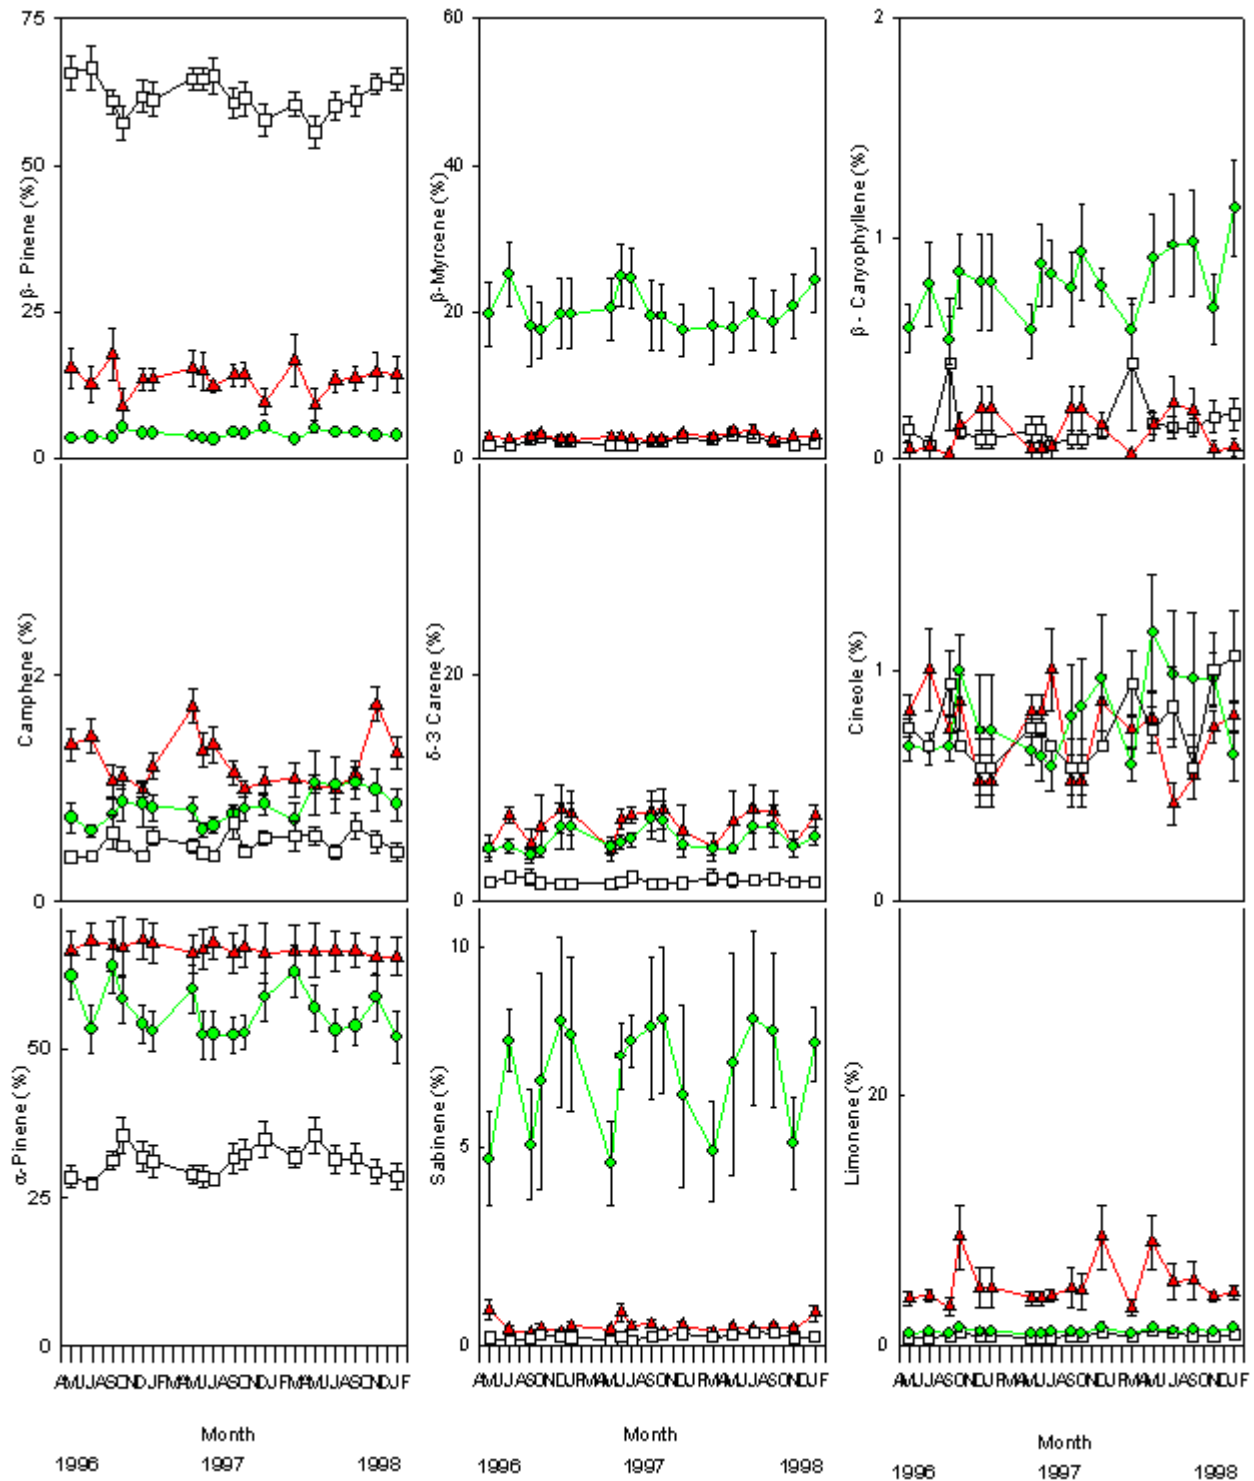 75
50
25
0
β- Pinene (%)
60
40
20
0
β-Myrcene (%)
2
1
0
β - Caryophyllene (%)
2
0
Camphene (%)
20
0
δ-3 Carene (%)
1
0
Cineole (%)
50
25
0
α-Pinene (%)
10
5
0
Sabinene (%)
20
0
Limonene (%)
Month
1996 1997 1998
Month
1996 1997 1998
Month
1996 1997 1998